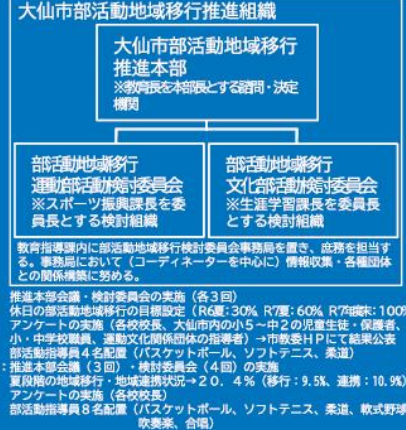 大仙市部活動地域移行推進組織
大仙市部活動地域移行
推進本部
※教育長を本部長とする諮問・決定
機関
部活動地域移行
運動部活動検討委員会
※スポーツ振興課長を委
員長とする検討組織
部活動地域移行
文化部活動検討委員会
※生涯学習課長を委員長
とする検討組織
教育指導課内に部活動地域移行検討委員会事務局を置き、庶務を担当す
る。事務局において(コーディネーターを中心に)情報収集・各種団体
との関係構築に努める。
推進本部会議・検討委員会の実施(各3回)
休日の部活動地域移行の目標設定(R6夏:30% R7夏:60% R7年度末:100%
アンケートの実施(各校校長、大仙市内の小5~中2の児童生徒・保護者、
小・中学校職員、運動文化関係団体の指導者)→市教委HPにて結果公表
部活動指導員4名配置(バスケットボール、ソフトテニス、柔道)
:推進本部会議(3回)・検討委員会(4回)の実施
夏段階の地域移行・地域連携状況→20.4%(移行:9.5%、連携:10.9%)
アンケートの実施(各校校長)
部活動指導員8名配置(バスケットボール、ソフトテニス、柔道、軟式野球
吹奏楽、合唱)